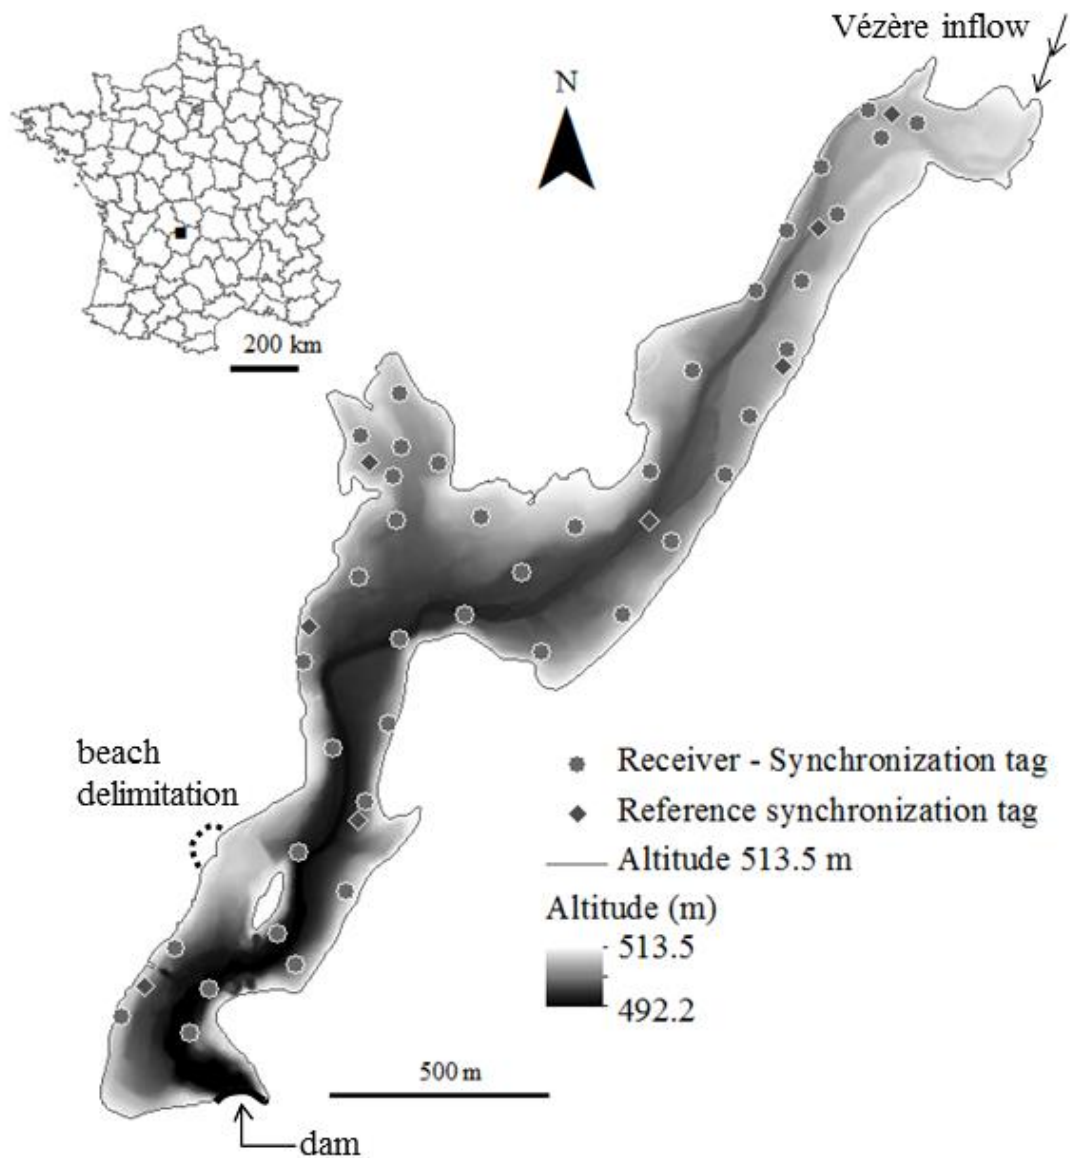 Vézère inflow
N
200 km
beach
delimitation
Receiver - Synchronization tag
Reference synchronization tag
Altitude 513.5 m
Altitude (m)
513.5
492.2
500 m
dam